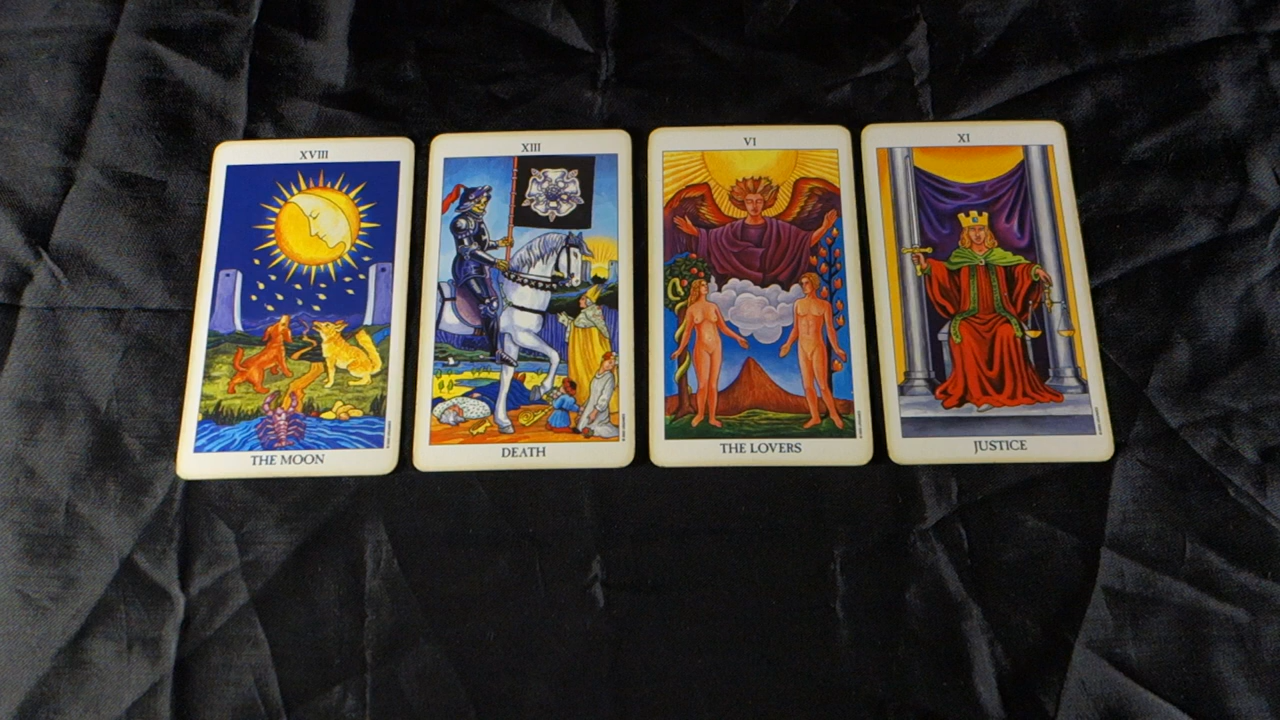 XVIII
THE MOON
XIII
DEATH
VI
THE LOVERS
XI
JUSTICE